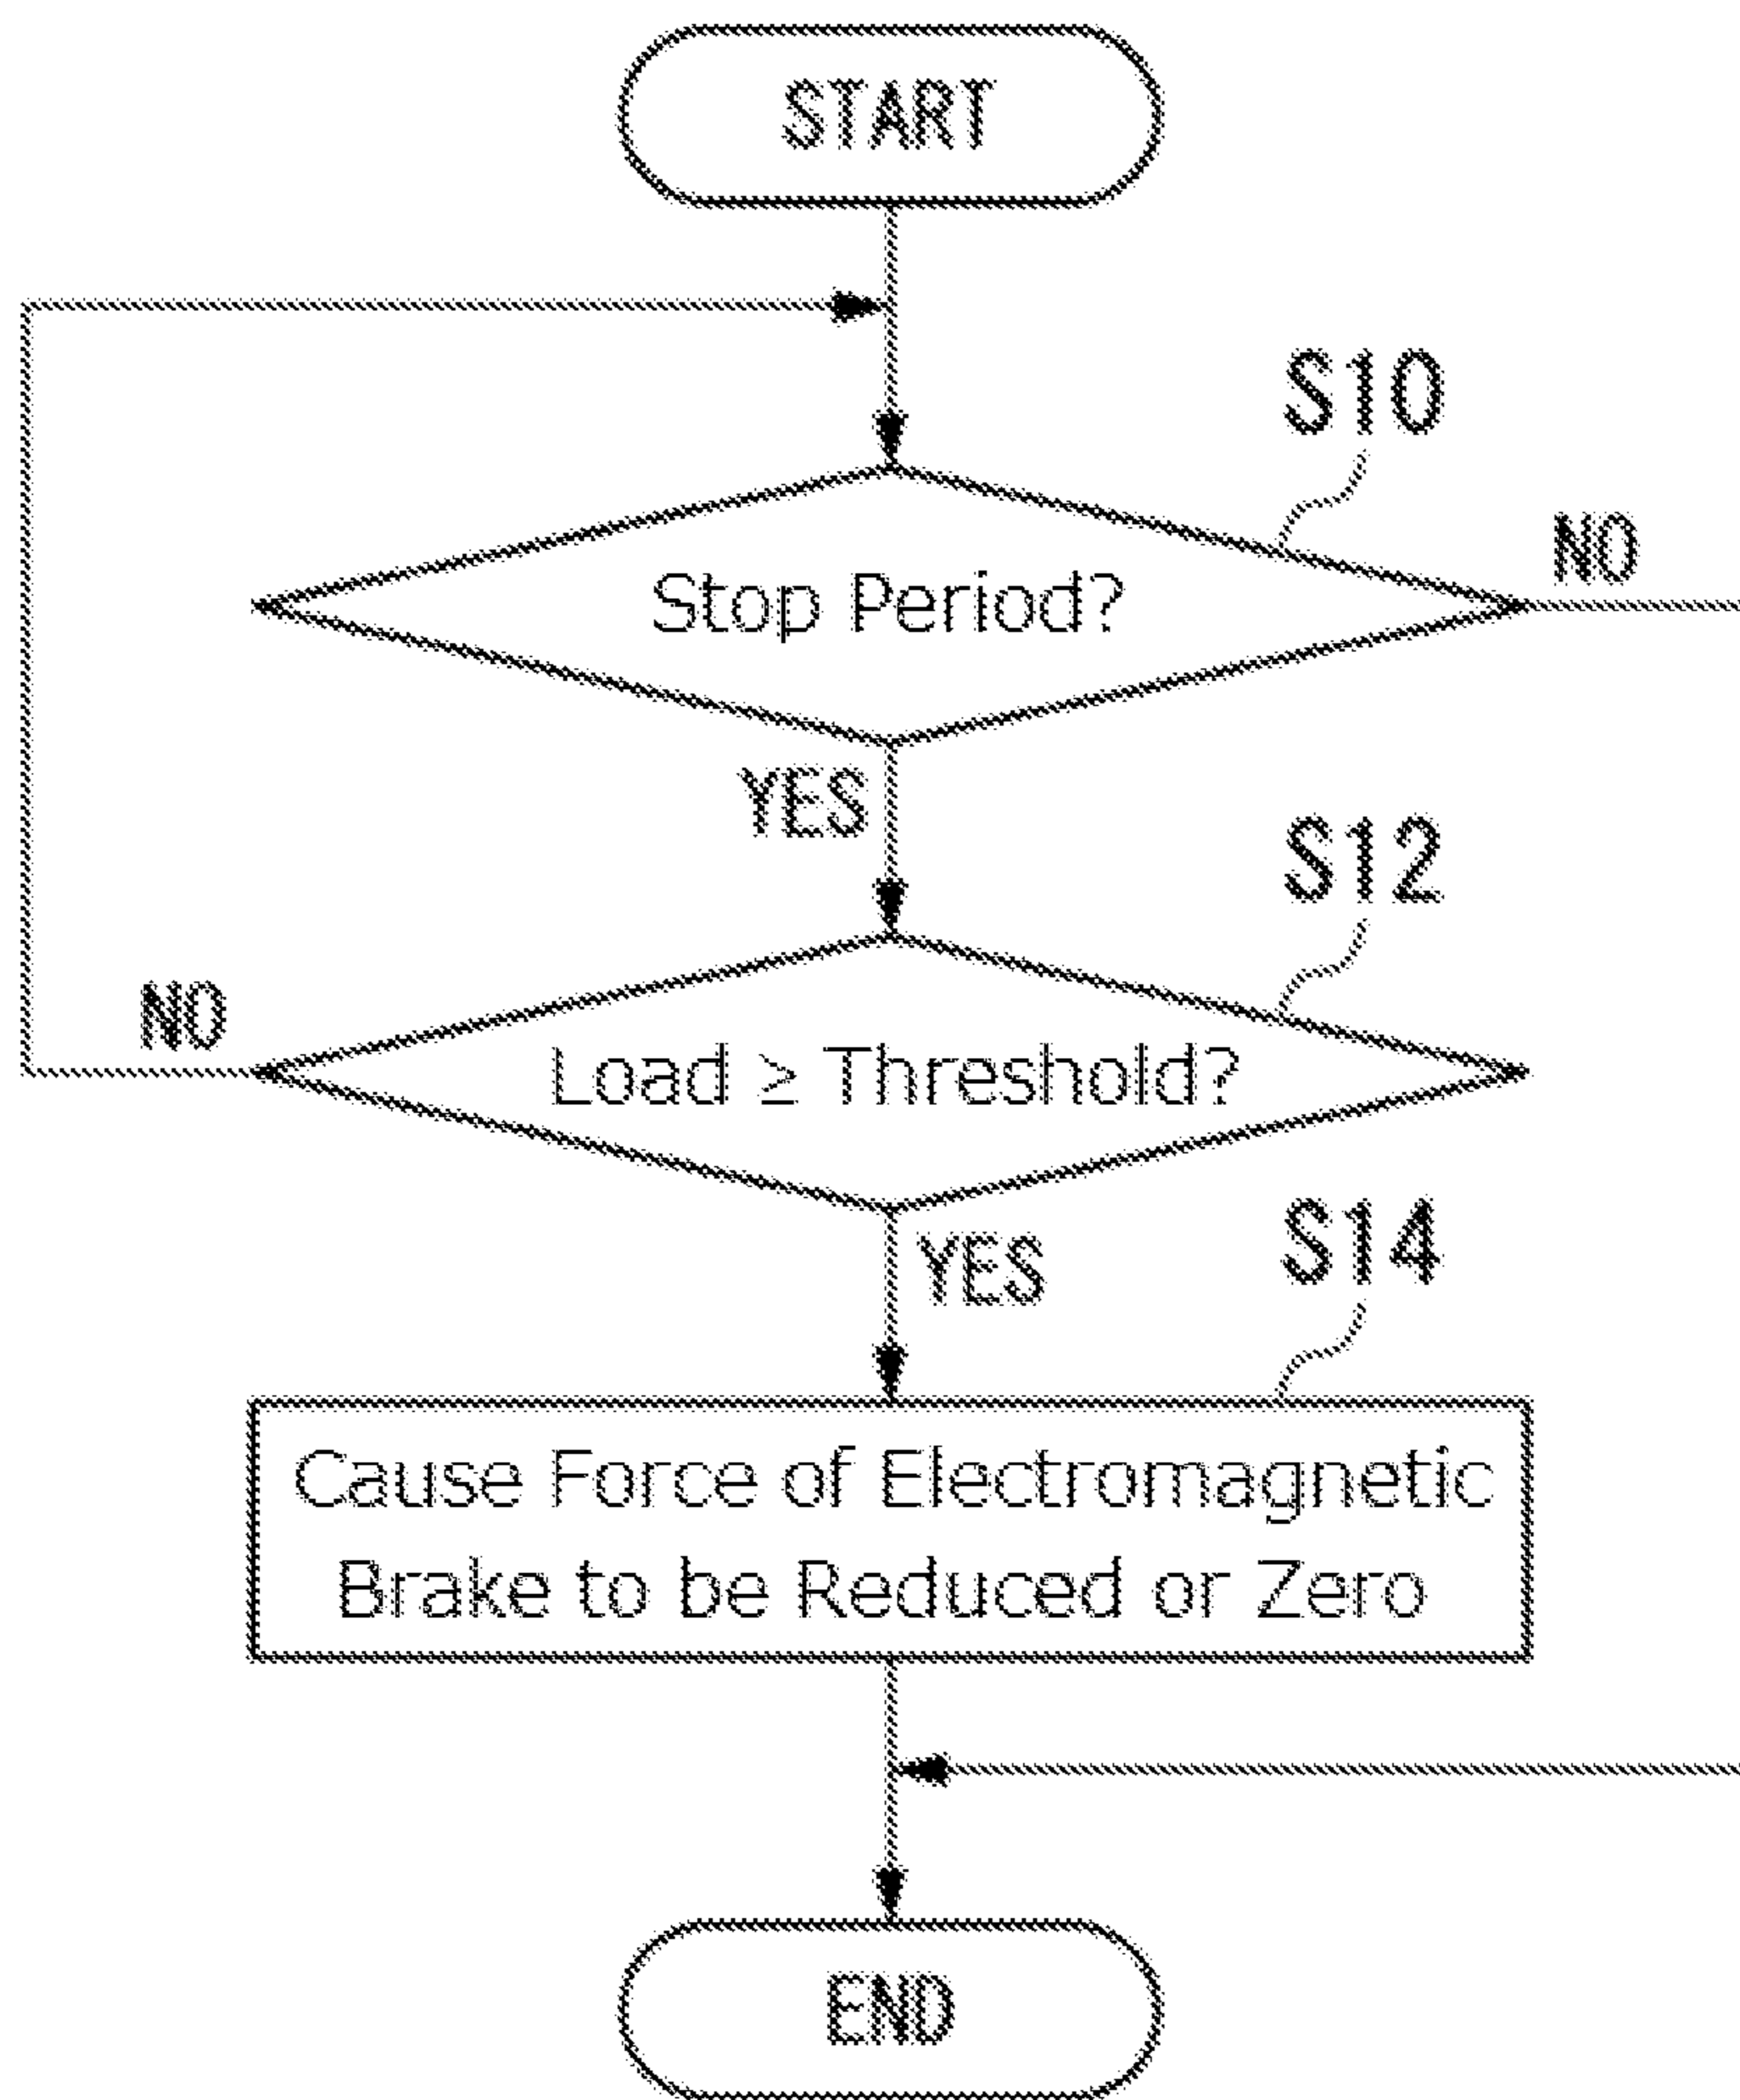 START
S10
Stop Period?
NO
YES
S12
NO
Load ≥ Threshold?
YES
S14
Cause Force of Electromagnetic
Brake to be Reduced or Zero
END